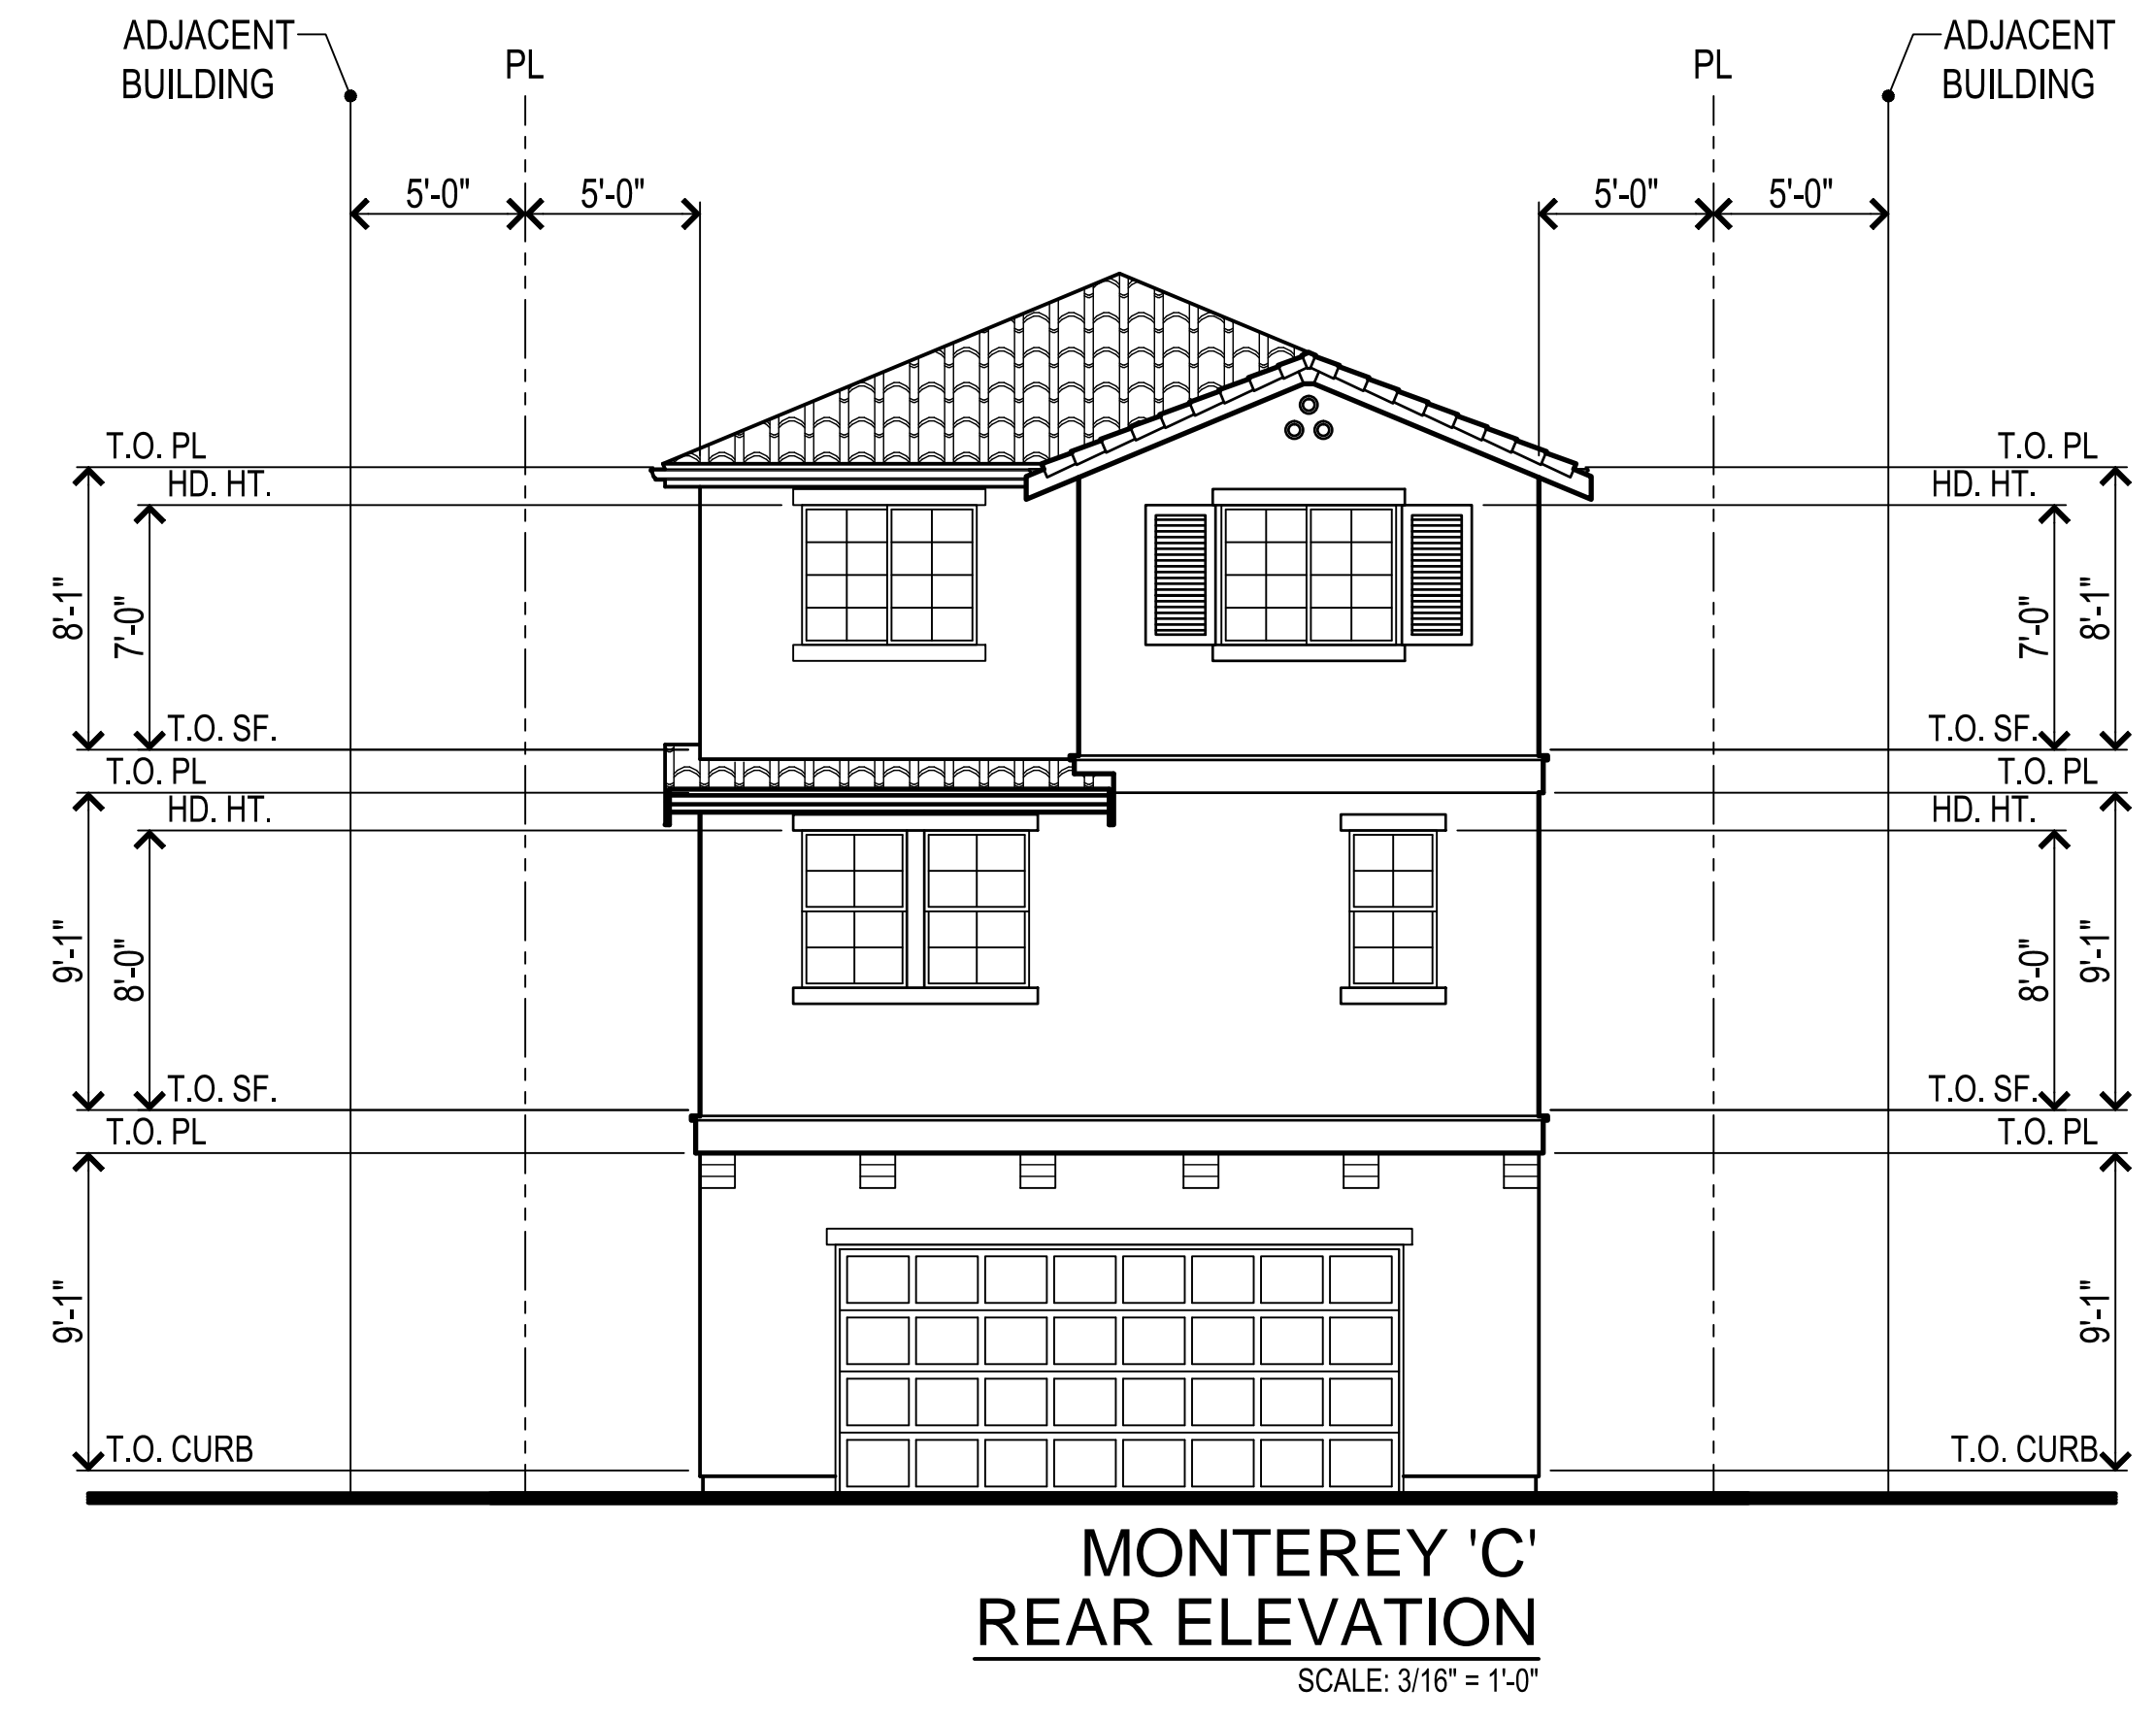 ADJACENT
BUILDING
PL
PL
ADJACENT
BUILDING
5'-0"
5'-0"
5'-0"
5'-0"
T.O. PL
HD. HT.
8'-1"
7'-0"
T.O. SF.
T.O. PL
HD. HT.
9'-1"
8'-0"
T.O. SF.
T.O. PL
9'-1"
T.O. CURB
T.O. PL
HD. HT.
7'-0"
8'-1"
T.O. SF.
T.O. PL
HD. HT.
8'-0"
9'-1"
T.O. SF.
T.O. PL
9'-1"
T.O. CURB
MONTEREY 'C'
REAR ELEVATION
SCALE: 3/16" = 1'-0"